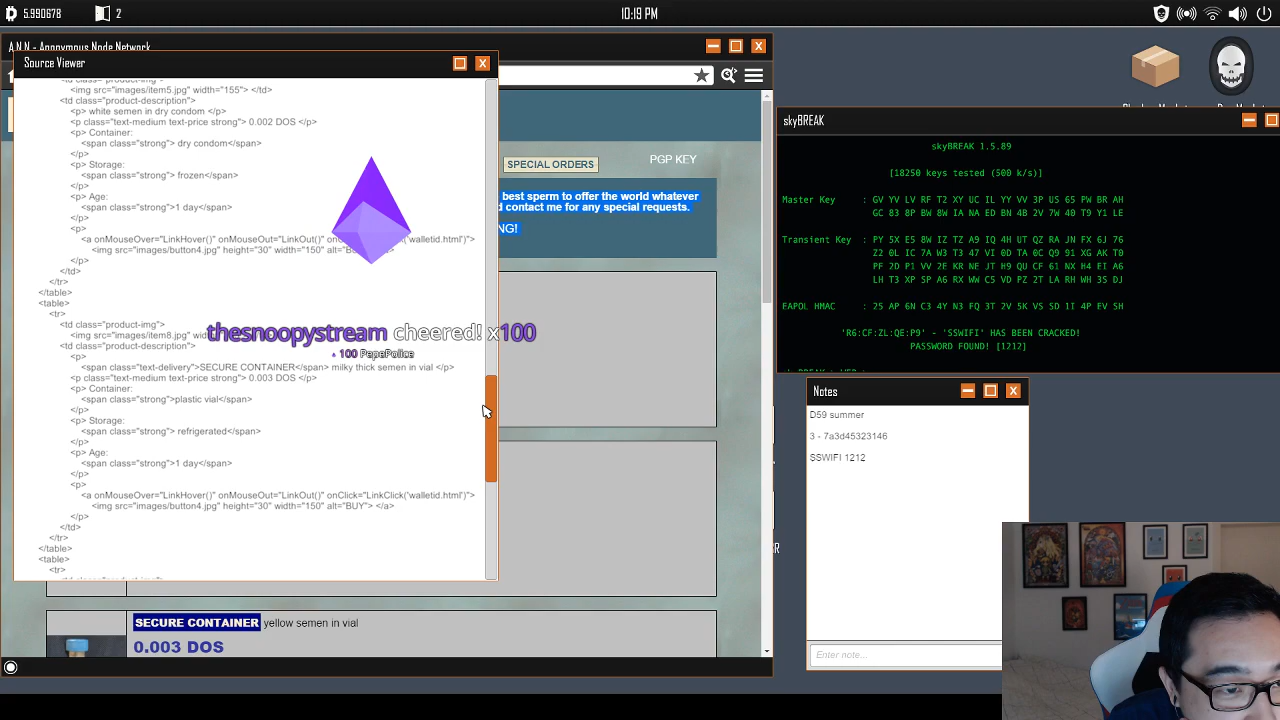 5.990678
2
10:19 PM
A.N.N - Anonymous Node Network
Source Viewer
<td class="product-img">
<img src="images/item5.jpg" width="155"> </td>
<td class="product-description">
<p> white semen in dry condom </p>
<p class="text-medium text-price strong"> 0.002 DOS </p>
<p> Container:
<span class="strong"> dry condom</span>
</p>
<p> Storage:
<span class="strong"> frozen</span>
</p>
<p> Age:
<span class="strong">1 day</span>
</p>
<p>
<a onMouseOver="LinkHover()" onMouseOut="LinkOut()" on ('walletid.html')">
<img src="images/button4.jpg" height="30" width="150" alt="B
</p>
</td>
</tr>
</table>
<table>
<tr>
<td class="product-img">
<img src="images/item8.jpg"
<td class="product-description">
<p>
<span class="text-delivery">SECURE CONTAINER</span> milky thick semen in vial </p>
<p class="text-medium text-price strong"> 0.003 DOS </p>
<p> Container:
<span class="strong">plastic vial</span>
</p>
<p> Storage:
<span class="strong"> refrigerated</span>
</p>
<p> Age:
<span class="strong">1 day</span>
</p>
<p>
<a onMouseOver="LinkHover()" onMouseOut="LinkOut()" onClick="LinkClick('walletid.html')">
<img src="images/button4.jpg" height="30" width="150" alt="BUY"> </a>
</p>
</td>
</tr>
</table>
<table>
<tr>
thesnoopystream cheered! x100
100 PepePolice
SPECIAL ORDERS
PGP KEY
best sperm to offer the world whatever
contact me for any special requests.
NG!
SECURE CONTAINER yellow semen in vial
0.003 DOS
skyBREAK
skyBREAK 1.5.89
[18250 keys tested (500 k/s)]
Master Key : GV YV LV RF T2 XY UC IL YY VV 3P US 65 PW BR AH
GC 83 8P BW 8W IA NA ED BN 4B 2V 7W 40 T9 Y1 LE
Transient Key : PY 5X E5 8W IZ TZ A9 IQ 4H UT QZ RA JN FX 6J 76
Z2 0L IC 7A W3 T3 47 VI 0D TA 0C Q9 91 XG AK T0
PF 2D P1 VV 2E KR NE JT H9 QU CF 61 NX H4 EI A6
LH T3 XP SP A6 RX WW C5 VD PZ 2T LA RH WH 3S DJ
EAPOL HMAC : 25 AP 6N C3 4Y N3 FQ 3T 2V 5K VS SD 1I 4P EV SH
'R6:CF:ZL:QE:P9' - 'SSWIFI' HAS BEEN CRACKED!
PASSWORD FOUND! [1212]
Notes
D59 summer
3 - 7a3d45323146
SSWIFI 1212
Enter note...